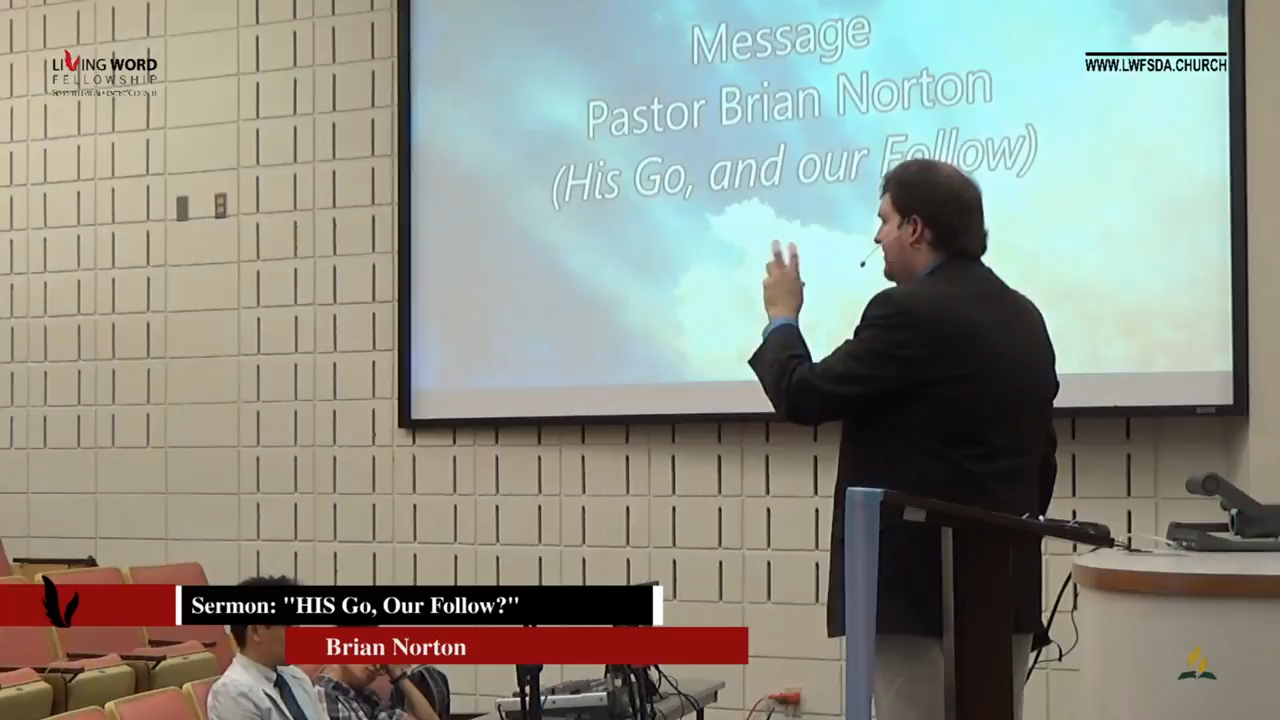 LIVING WORD
FELLOWSHIP
WWW.LWFSDA.CHURCH
Message
Pastor Brian Norton
(His Go, and our Follow)
Sermon: "HIS Go, Our Follow?"
Brian Norton